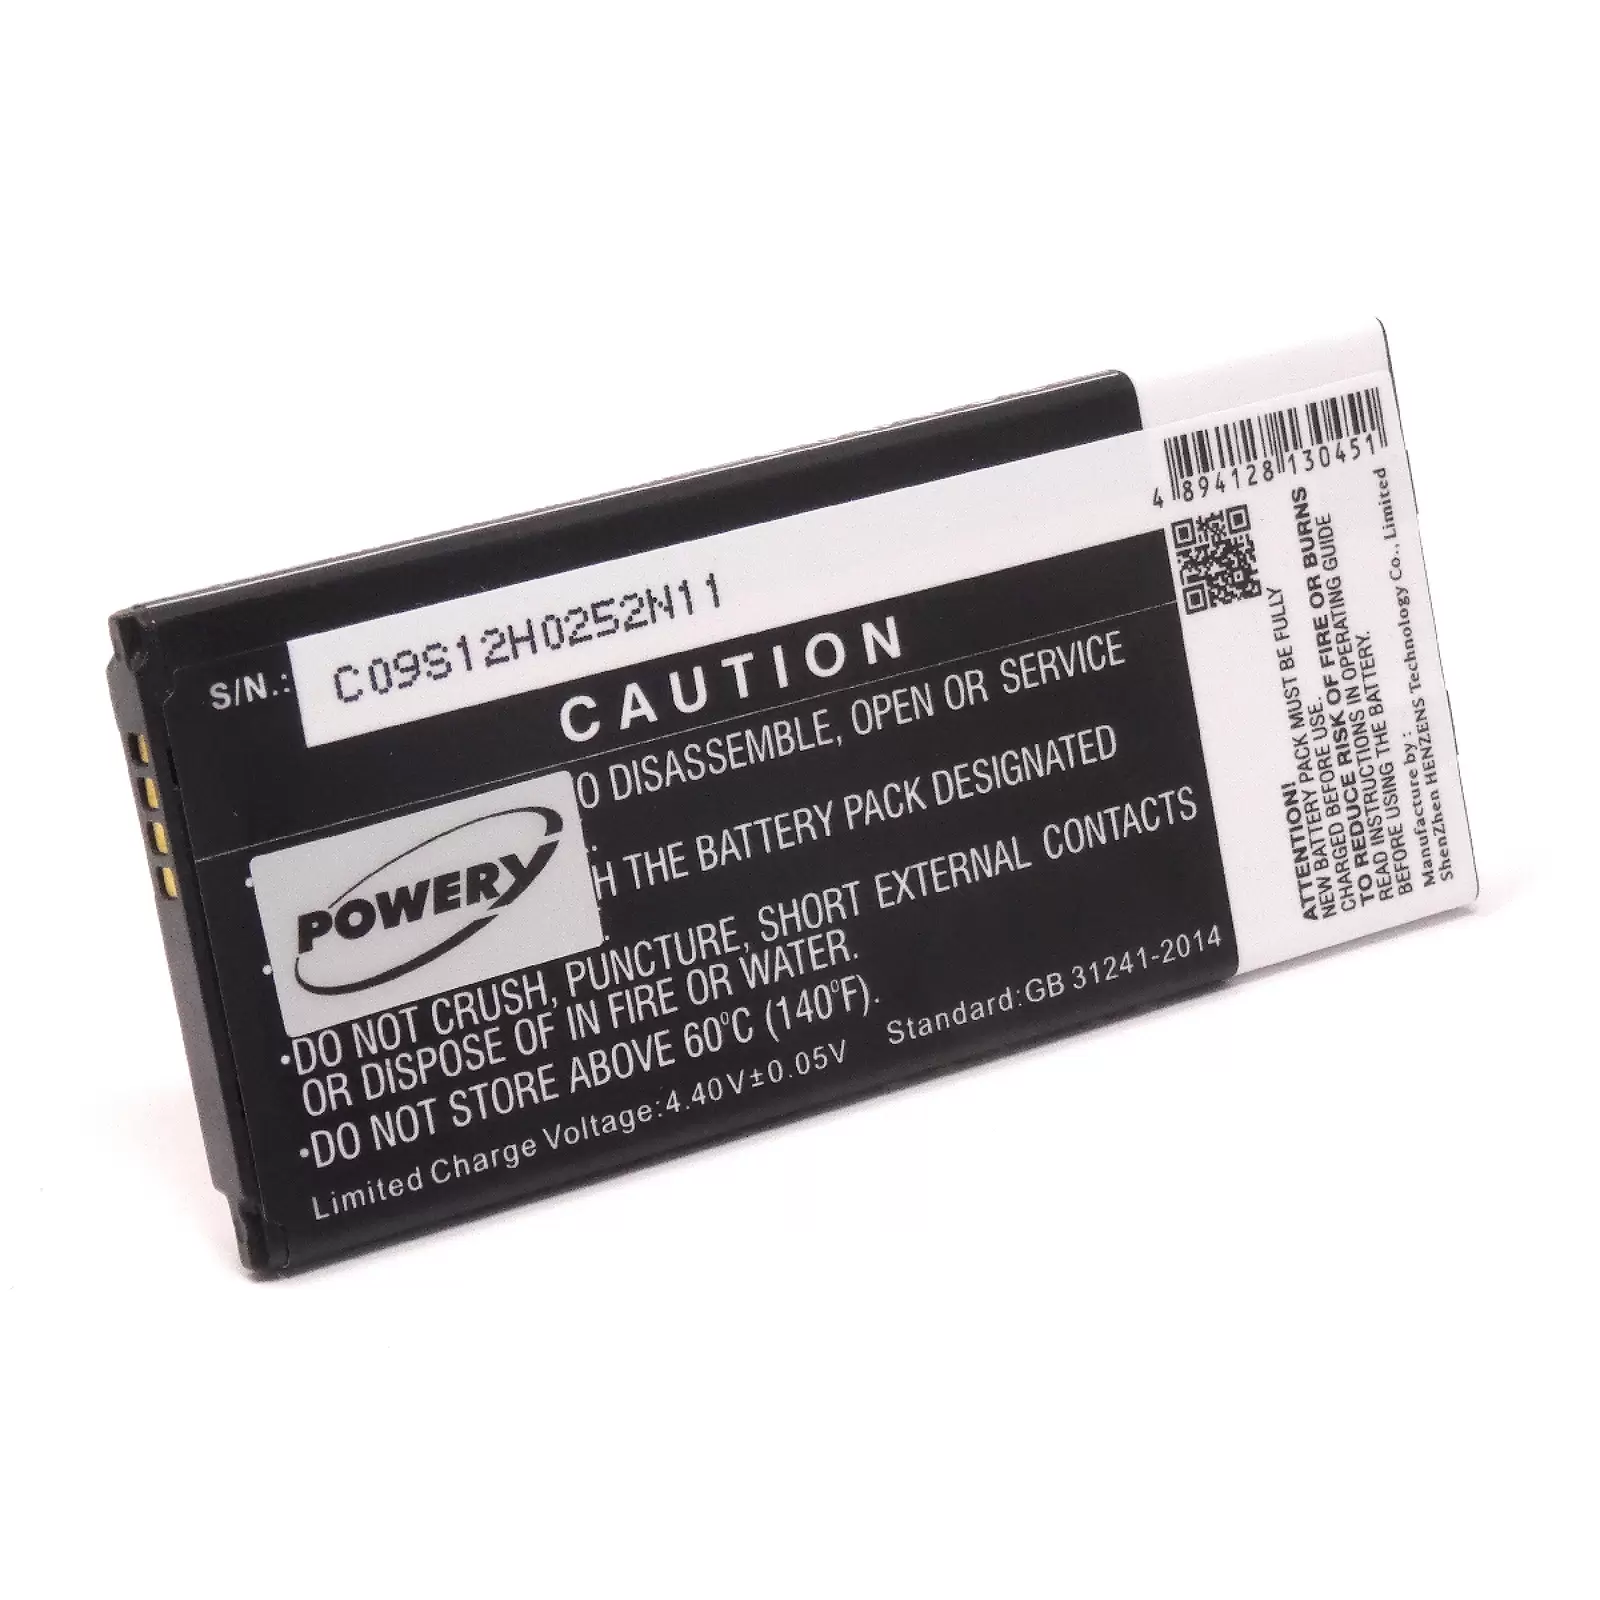 S/N.: C09S12H0252N11
CAUTION
O DISASSEMBLE, OPEN OR SERVICE
H THE BATTERY PACK DESIGNATED
POWERY
•DO NOT CRUSH, PUNCTURE, SHORT EXTERNAL CONTACTS
OR DISPOSE OF IN FIRE OR WATER.
•DO NOT STORE ABOVE 60°C (140°F).
Limited Charge Voltage:4.40V±0.05V Standard:GB 31241-2014
4 894128 130451
ATTENTION!
NEW BATTERY PACK MUST BE FULLY
CHARGED BEFORE USE.
TO REDUCE RISK OF FIRE OR BURNS
READ INSTRUCTIONS IN OPERATING GUIDE
BEFORE USING THE BATTERY.
Manufacture by :
ShenZhen HENZENS Technology Co., Limited